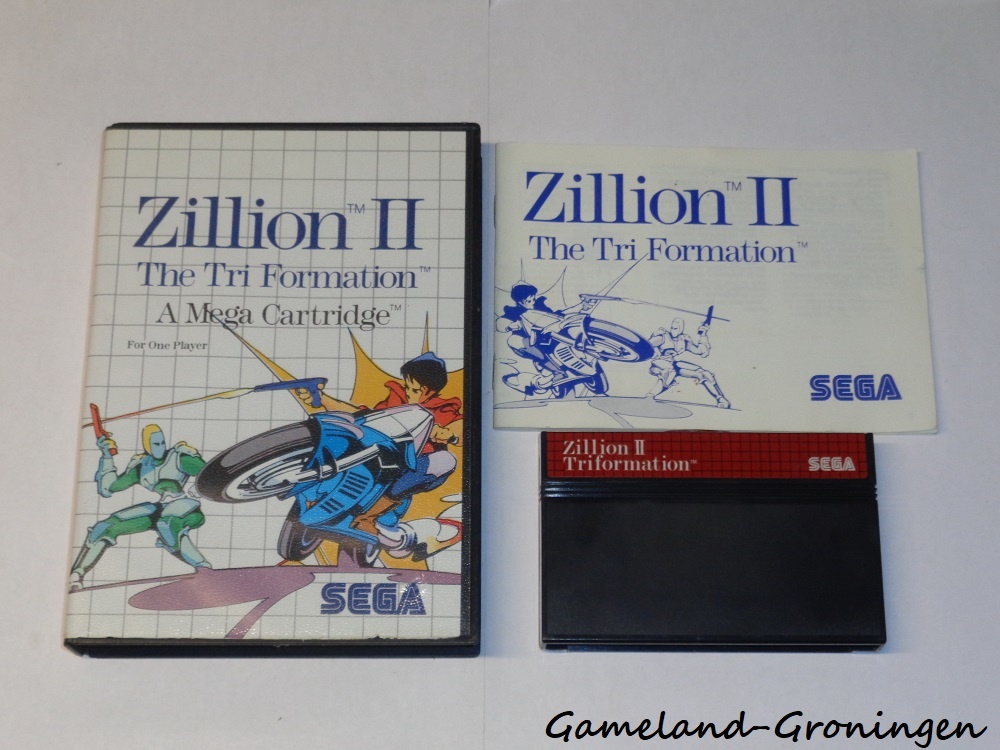 Zillion™ II
The Tri Formation™
A Mega Cartridge™
For One Player
SEGA
Zillion™ II
The Tri Formation™
SEGA
Zillion II
Triformation™
SEGA
Gameland-Groningen